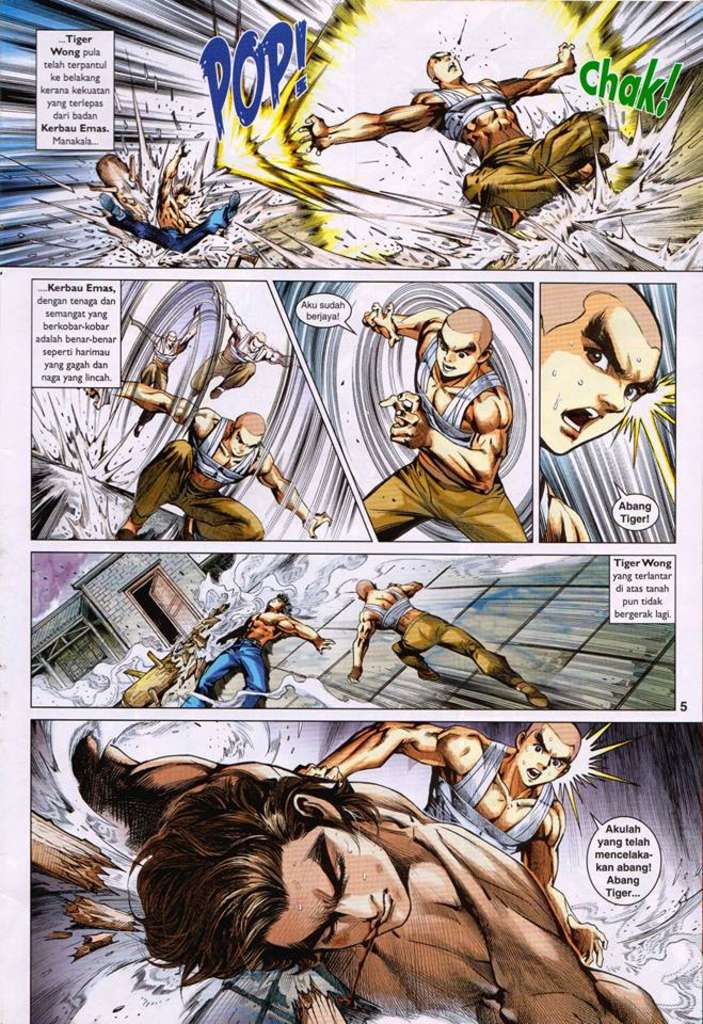 ...Tiger
Wong pula
telah terpantul
ke belakang
kerana kekuatan
yang terlepas
dari badan
Kerbau Emas.
Manakala...
POP!
Chak!
....Kerbau Emas,
dengan tenaga dan
semangat yang
berkobar-kobar
adalah benar-benar
seperti harimau
yang gagah dan
naga yang lincah.
Aku sudah
berjaya!
Abang
Tiger!
Tiger Wong
yang terlantar
di atas tanah
pun tidak
bergerak lagi.
5
Akulah
yang telah
mencelaka-
kan abang!
Abang
Tiger...